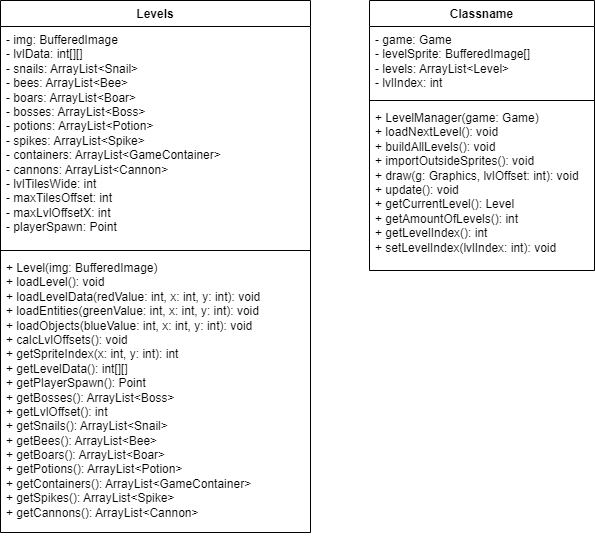 Levels
- img: BufferedImage
- lvlData: int[][]
- snails: ArrayList<Snail>
- bees: ArrayList<Bee>
- boars: ArrayList<Boar>
- bosses: ArrayList<Boss>
- potions: ArrayList<Potion>
- spikes: ArrayList<Spike>
- containers: ArrayList<GameContainer>
- cannons: ArrayList<Cannon>
- lvlTilesWide: int
- maxTilesOffset: int
- maxLvlOffsetX: int
- playerSpawn: Point
+ Level(img: BufferedImage)
+ loadLevel(): void
+ loadLevelData(redValue: int, x: int, y: int): void
+ loadEntities(greenValue: int, x: int, y: int): void
+ loadObjects(blueValue: int, x: int, y: int): void
+ calcLvlOffsets(): void
+ getSpriteIndex(x: int, y: int): int
+ getLevelData(): int[][]
+ getPlayerSpawn(): Point
+ getBosses(): ArrayList<Boss>
+ getLvlOffset(): int
+ getSnails(): ArrayList<Snail>
+ getBees(): ArrayList<Bee>
+ getBoars(): ArrayList<Boar>
+ getPotions(): ArrayList<Potion>
+ getContainers(): ArrayList<GameContainer>
+ getSpikes(): ArrayList<Spike>
+ getCannons(): ArrayList<Cannon>
Classname
- game: Game
- levelSprite: BufferedImage[]
- levels: ArrayList<Level>
- lvlIndex: int
+ LevelManager(game: Game)
+ loadNextLevel(): void
+ buildAllLevels(): void
+ importOutsideSprites(): void
+ draw(g: Graphics, lvlOffset: int): void
+ update(): void
+ getCurrentLevel(): Level
+ getAmountOfLevels(): int
+ getLevelIndex(): int
+ setLevelIndex(lvlIndex: int): void